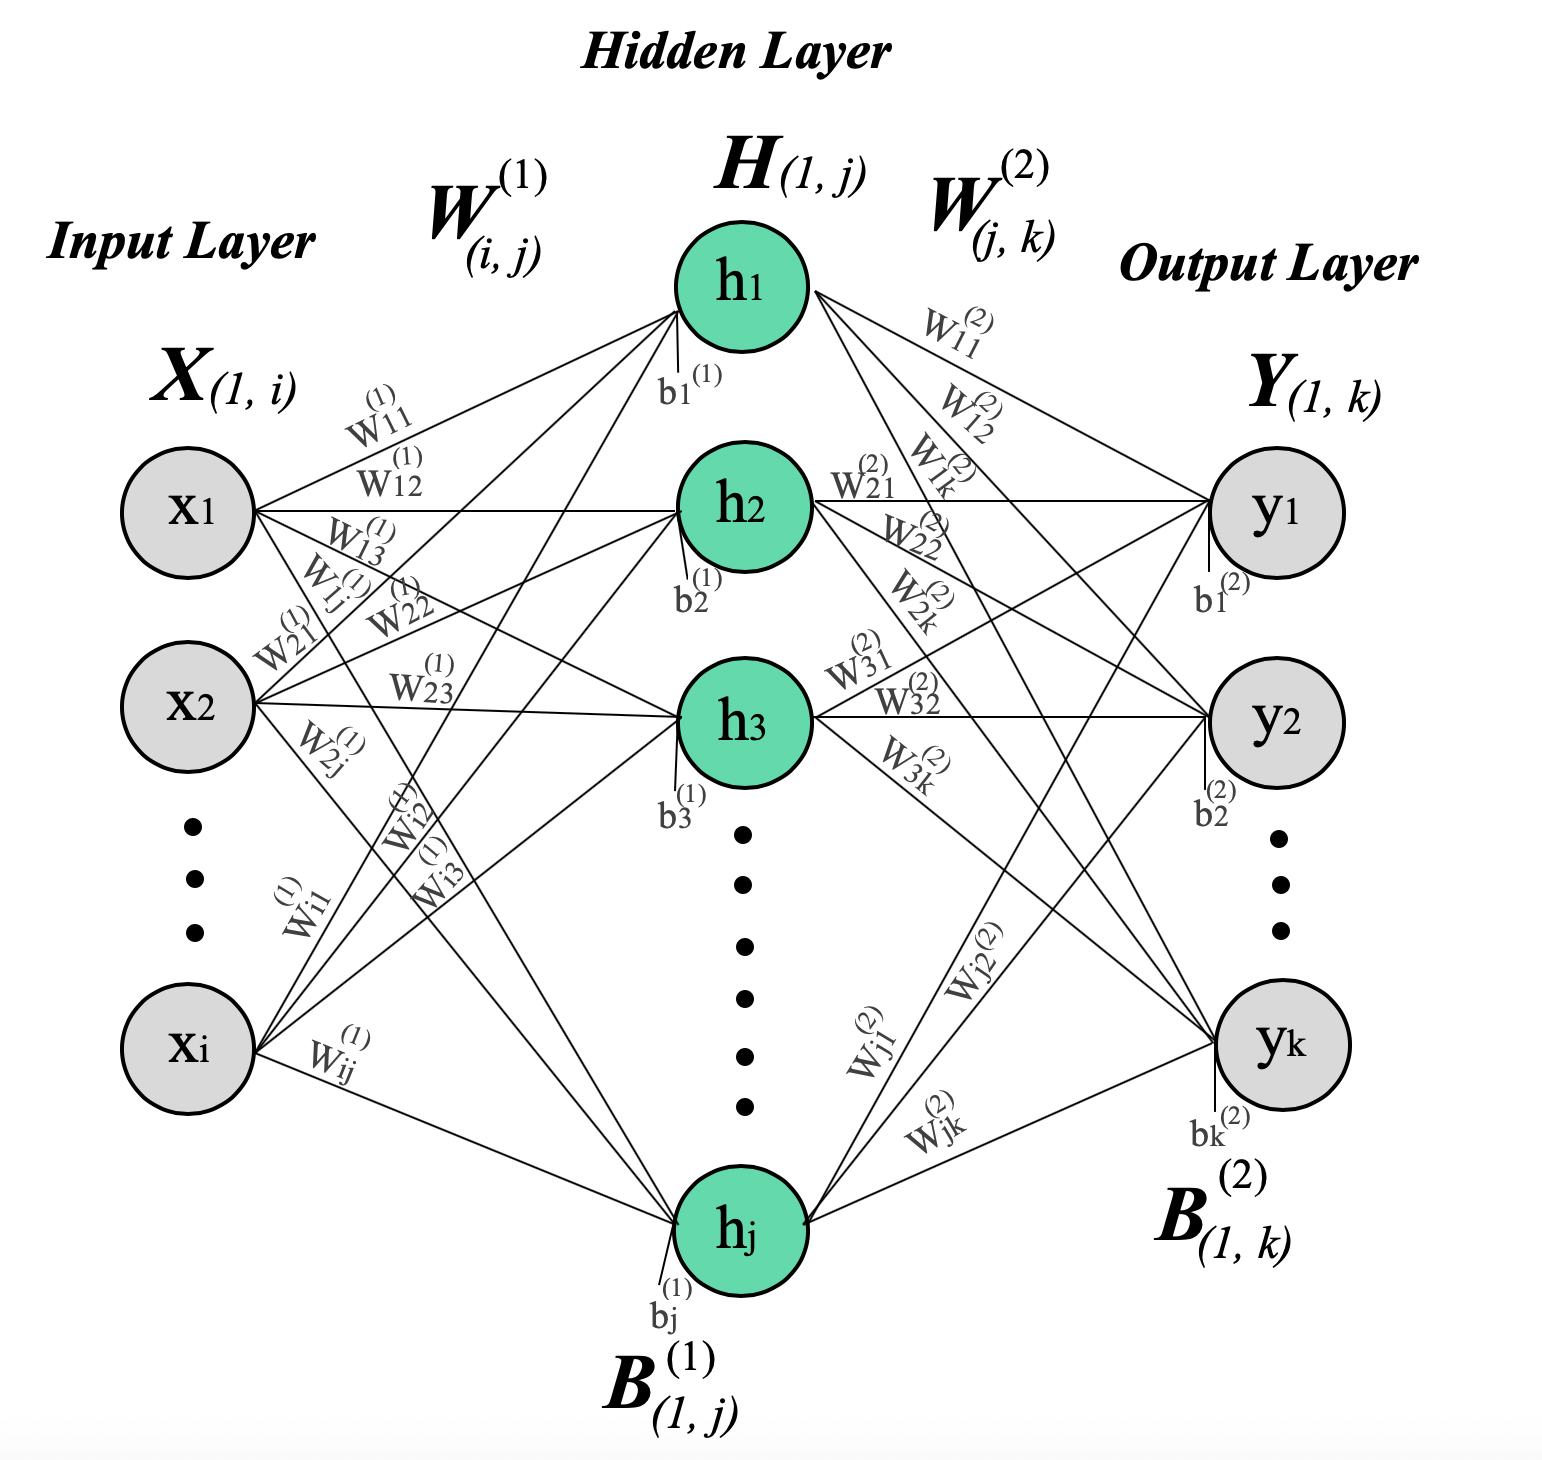 Hidden Layer
H(1, j)
W(1)(i, j)
W(2)(j, k)
Input Layer
Output Layer
X(1, i)
Y(1, k)
h1
h2
h3
hj
x1
x2
xi
y1
y2
yk
W11(1)
W12(1)
W13(1)
W1j(1)
W21(1)
W22(1)
W23(1)
W2j(1)
Wi1(1)
Wi2(1)
Wi3(1)
Wij(1)
b1(1)
b2(1)
b3(1)
bj(1)
W11(2)
W12(2)
W1k(2)
W21(2)
W22(2)
W2k(2)
W31(2)
W32(2)
W3k(2)
Wj1(2)
Wj2(2)
Wjk(2)
b1(2)
b2(2)
bk(2)
B(2)(1, k)
B(1)(1, j)